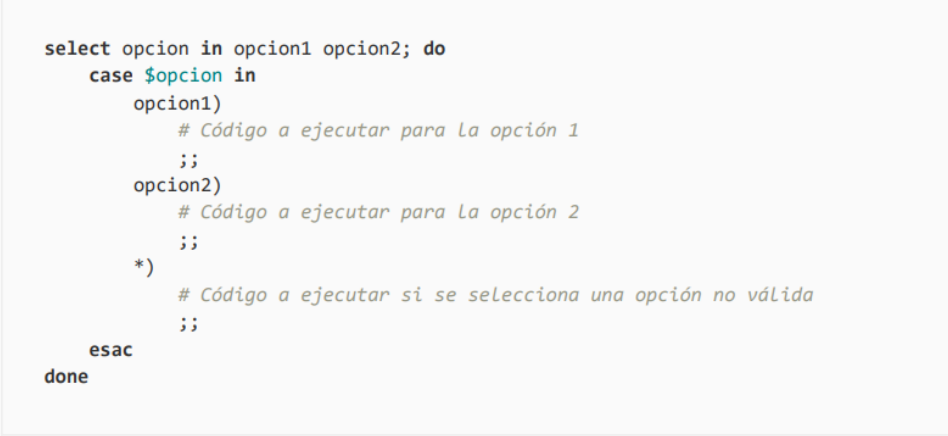 select opcion in opcion1 opcion2; do
    case $opcion in
        opcion1)
            # Código a ejecutar para la opción 1
            ;;
        opcion2)
            # Código a ejecutar para la opción 2
            ;;
        *)
            # Código a ejecutar si se selecciona una opción no válida
            ;;
    esac
done